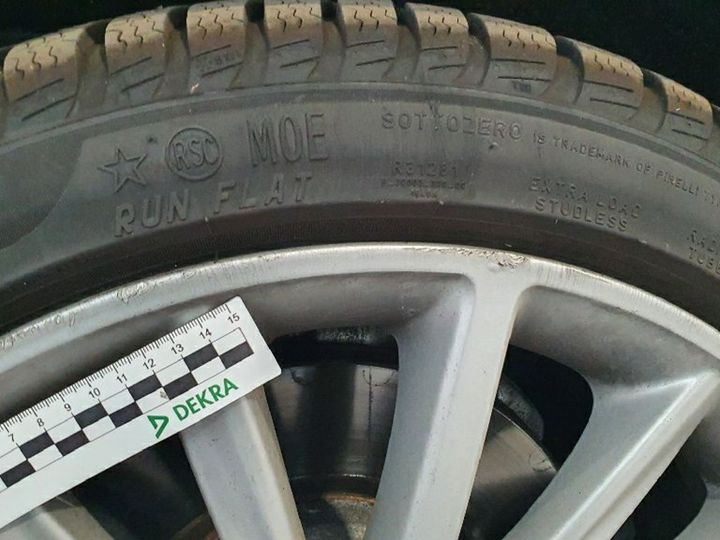 RSC MOE
RUN FLAT
SOTTOZERO IS TRADEMARK OF PIRELLI
EXTRA LOAD
STUDLESS
7 8 9 10 11 12 13 14 15
DEKRA